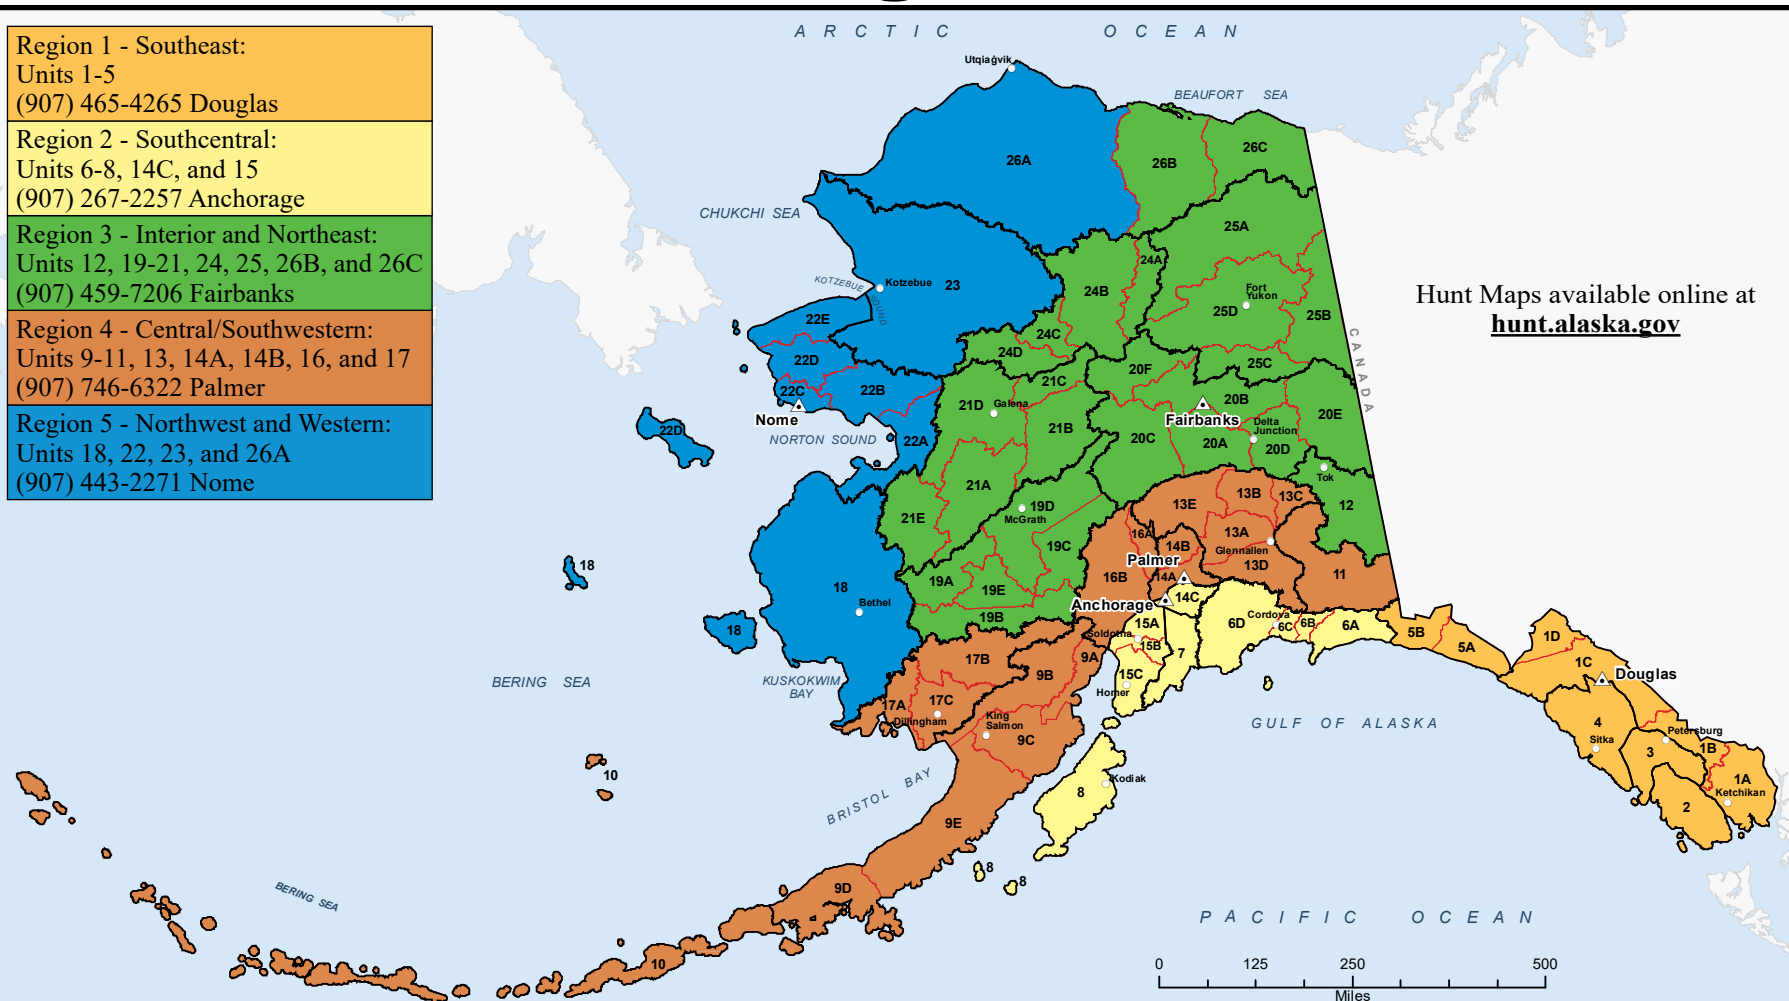 Region 1 - Southeast:
Units 1-5
(907) 465-4265 Douglas
Region 2 - Southcentral:
Units 6-8, 14C, and 15
(907) 267-2257 Anchorage
Region 3 - Interior and Northeast:
Units 12, 19-21, 24, 25, 26B, and 26C
(907) 459-7206 Fairbanks
Region 4 - Central/Southwestern:
Units 9-11, 13, 14A, 14B, 16, and 17
(907) 746-6322 Palmer
Region 5 - Northwest and Western:
Units 18, 22, 23, and 26A
(907) 443-2271 Nome
ARCTIC OCEAN
Utqiaġvik
BEAUFORT SEA
26A
26B
26C
CHUKCHI SEA
25A
24A
KOTZEBUE
SOUND
Kotzebue
23
24B
Fort
Yukon
25D
25B
Hunt Maps available online at
hunt.alaska.gov
CANADA
22E
24C
24D
22D
25C
20F
21C
22C
22B
20B
21D
Galena
Nome
Fairbanks
20E
22D
NORTON SOUND
22A
21B
20C
20A
Delta
Junction
20D
Tok
21A
13B
13C
13E
12
21E
19D
McGrath
16A
13A
14B
Glennallen
19C
Palmer
13D
11
18
18
19A
19E
16B
14A
14C
Bethel
Anchorage
19B
18
15A
6D
Cordova
6C
6B
6A
5B
5A
1D
Soldotna
15B
7
17B
9A
9B
15C
1C
Douglas
BERING SEA
KUSKOKWIM
BAY
Homer
17A
17C
Dillingham
King
Salmon
9C
GULF OF ALASKA
4
Sitka
Petersburg
3
1B
1A
Ketchikan
2
10
BRISTOL BAY
Kodiak
8
9E
8
8
9D
BERING SEA
PACIFIC OCEAN
10
0 125 250 500
Miles